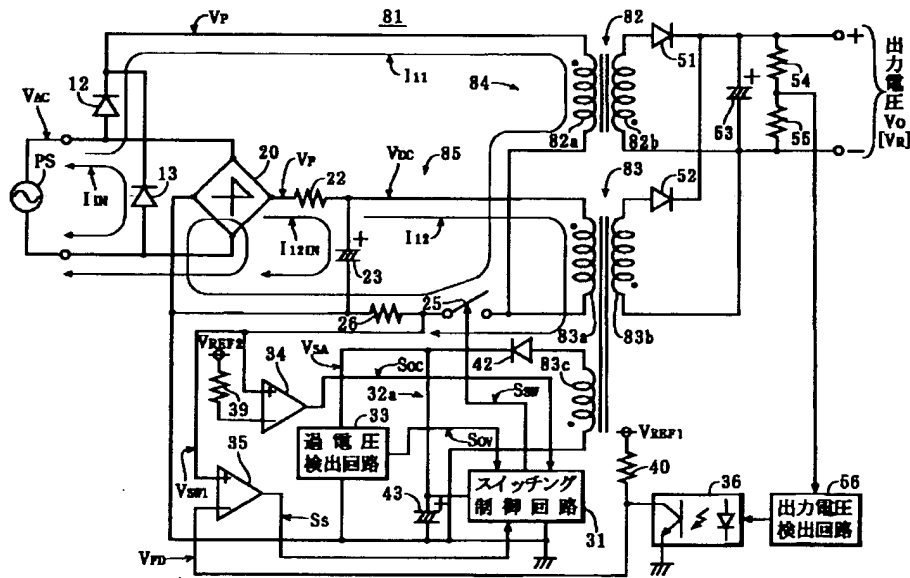 VP
81
82
51
I11
84
12
VAC
13
PS
IIN
20
VP
22
VDC
85
82a
82b
53
54
55
出力電圧
VO
[VR]
83
52
I12IN
I12
23
26
25
83a
83b
VSA
SOC
42
83c
VREF2
34
39
32a
SSW
33
過電圧
検出回路
SOV
35
VSW1
43
スイッチング
制御回路
31
SS
VFD
VREF1
40
36
56
出力電圧
検出回路